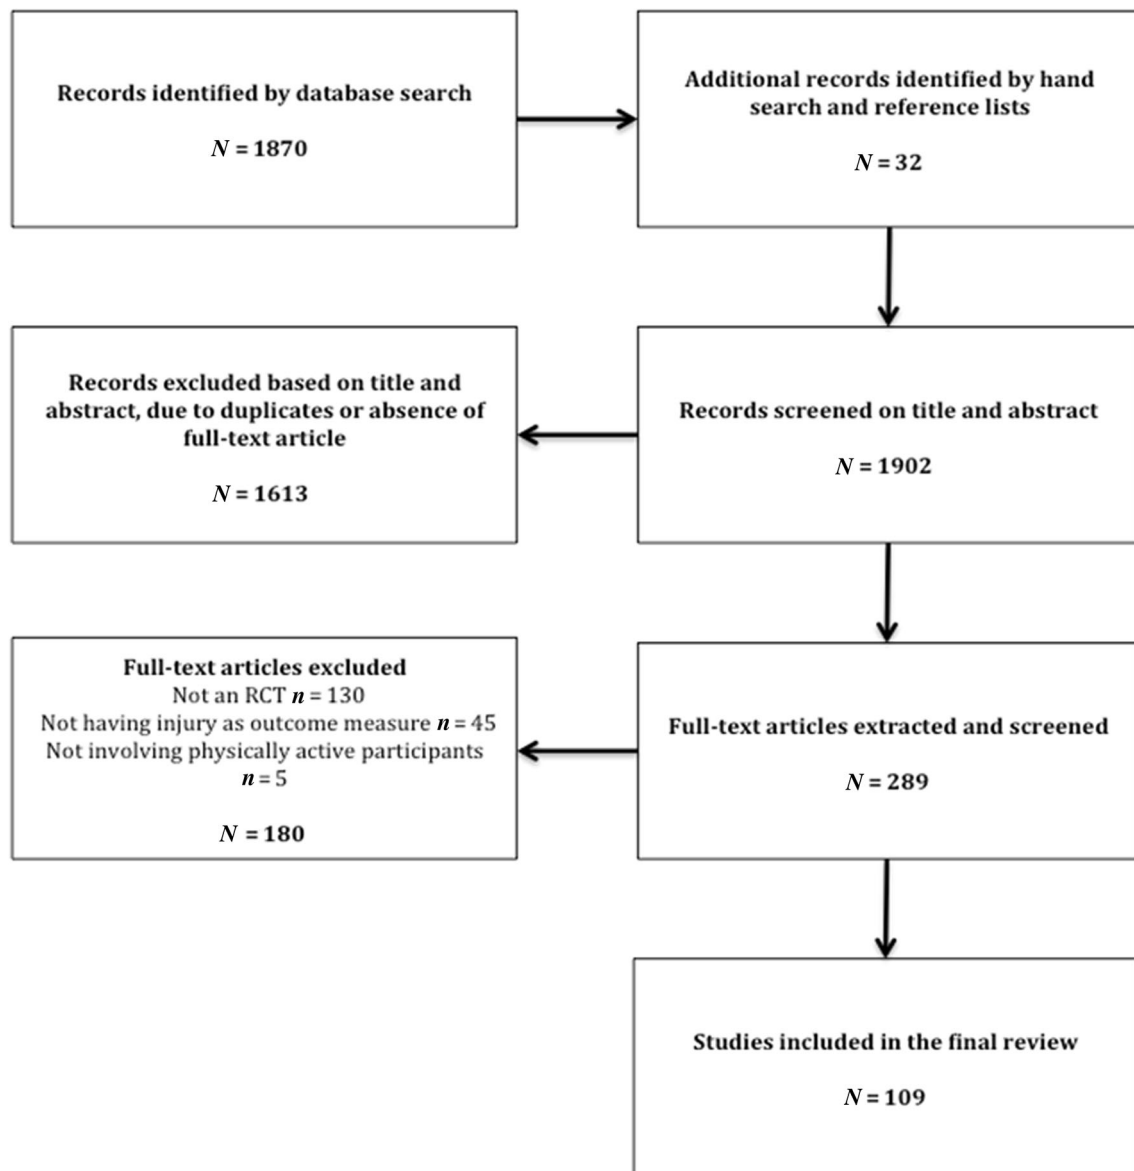 Records identified by database search
N = 1870
Additional records identified by hand
search and reference lists
N = 32
Records excluded based on title and
abstract, due to duplicates or absence of
full-text article
N = 1613
Records screened on title and abstract
N = 1902
Full-text articles excluded
Not an RCT n = 130
Not having injury as outcome measure n = 45
Not involving physically active participants
n = 5
N = 180
Full-text articles extracted and screened
N = 289
Studies included in the final review
N = 109